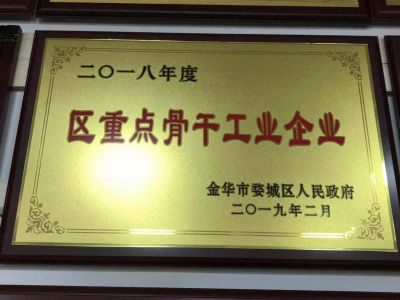 二〇一八年度
区重点骨干工业企业
金华市婺城区人民政府
二〇一九年二月